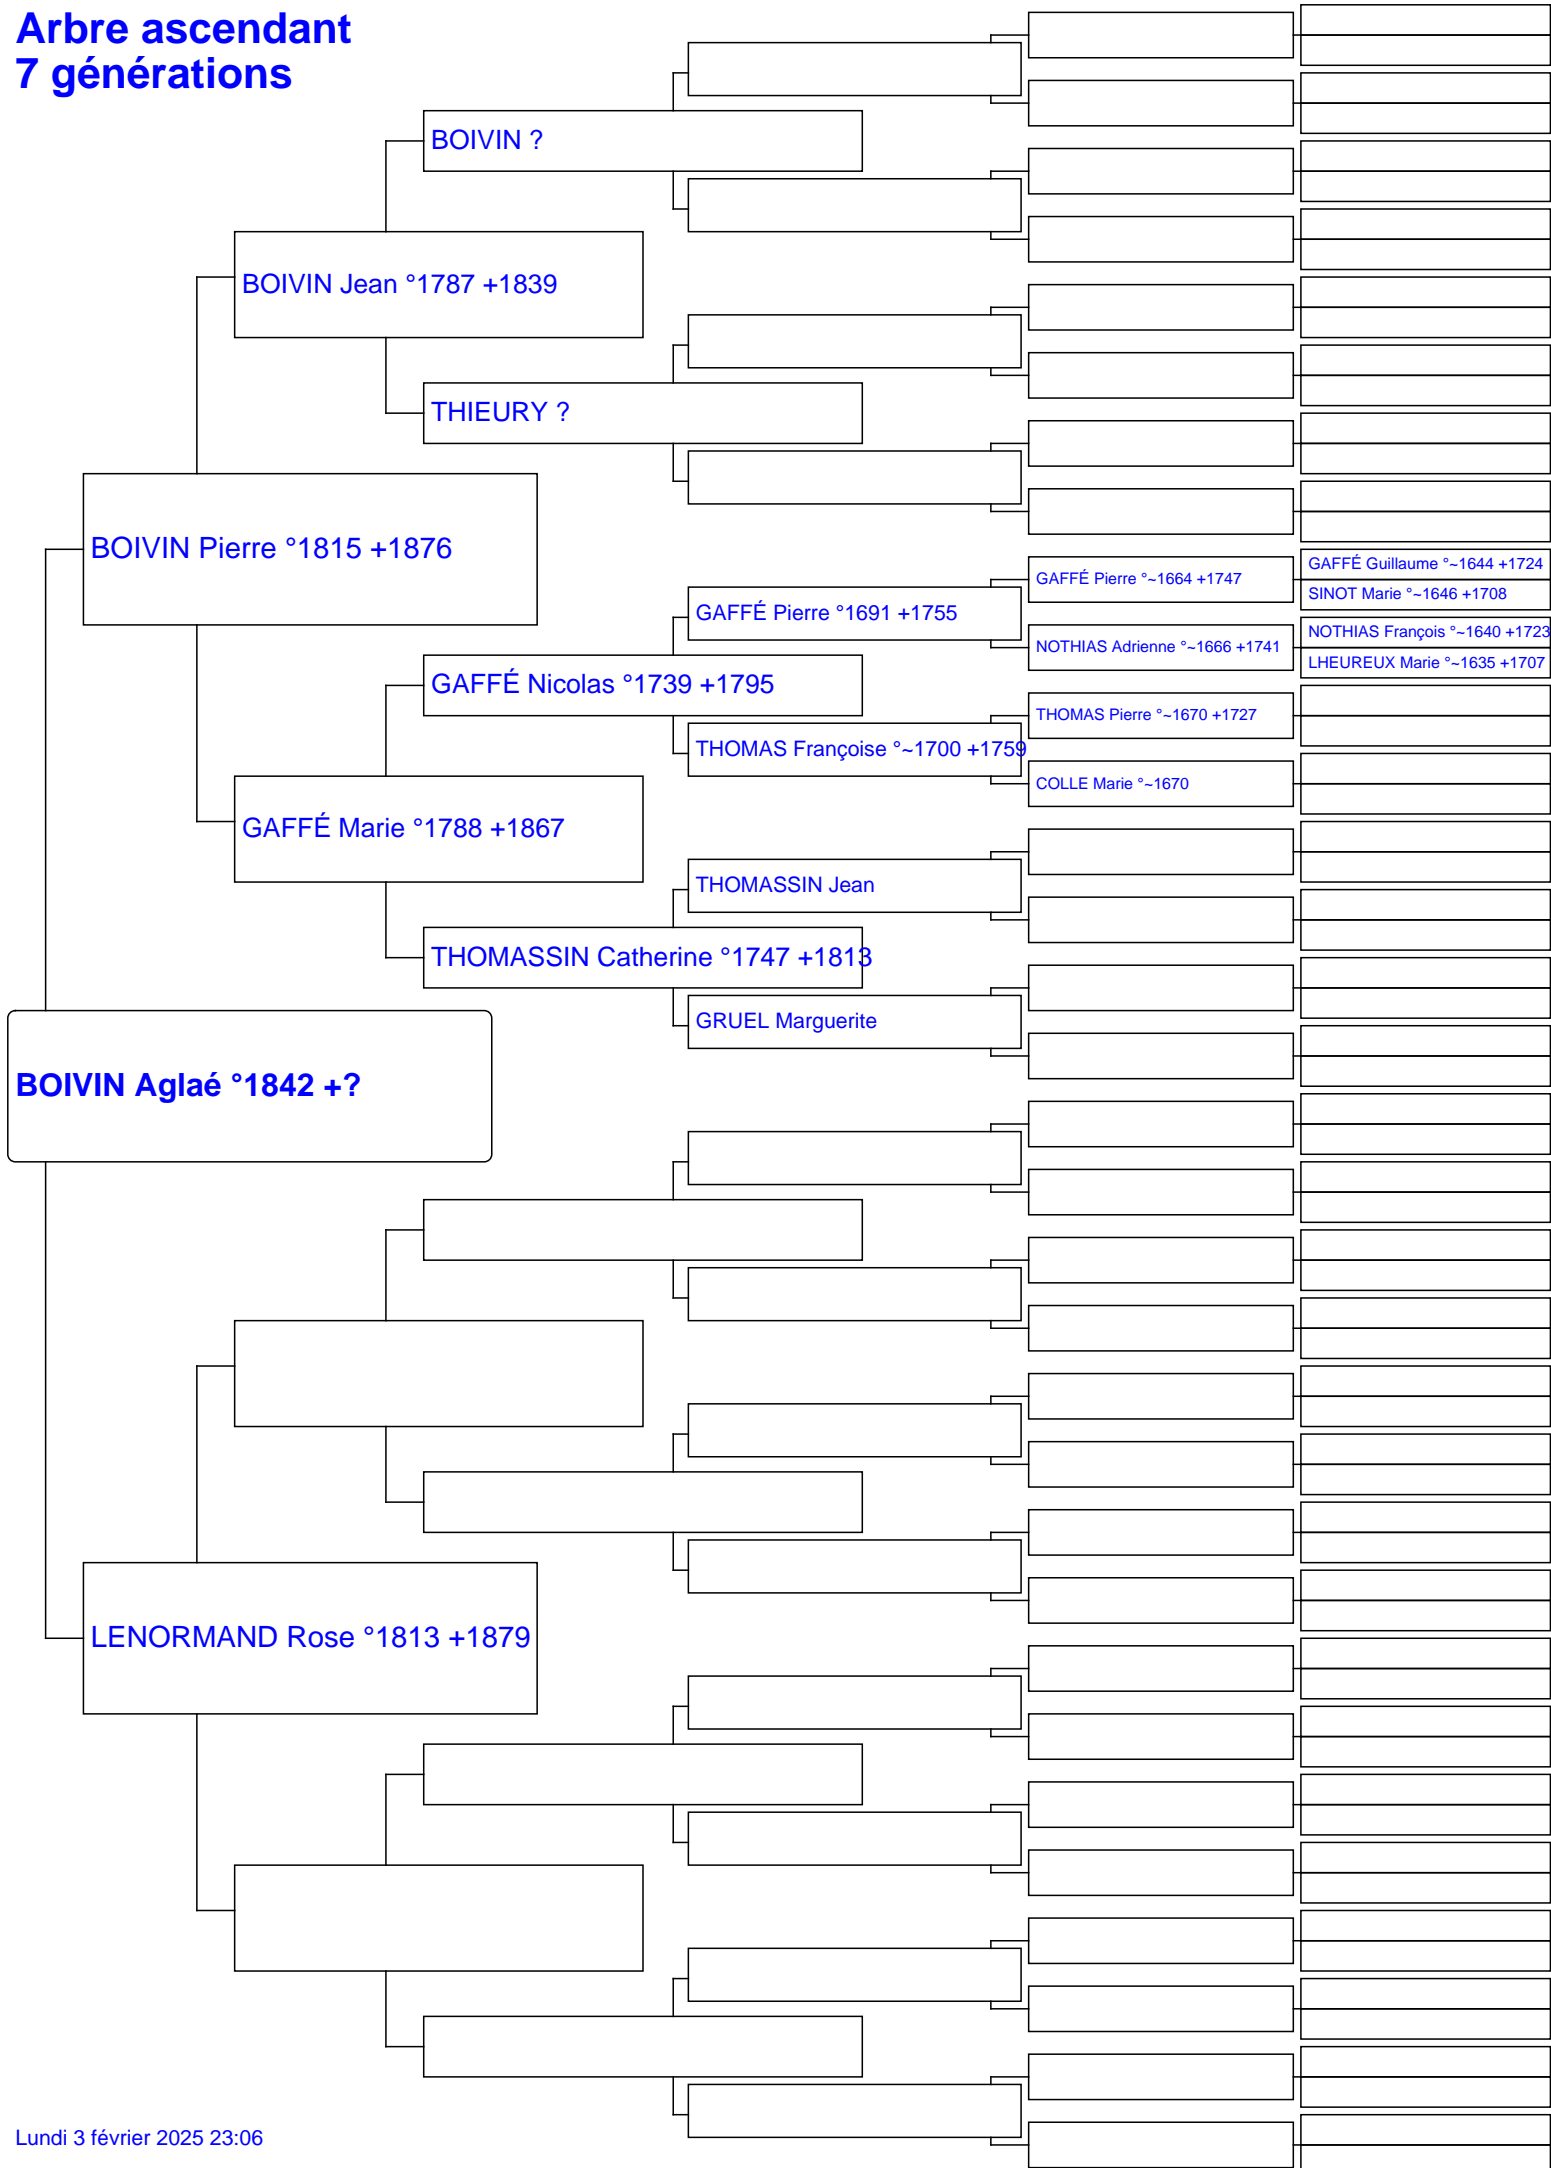 Arbre ascendant
7 générations
BOIVIN ?
BOIVIN Jean °1787 +1839
THIEURY ?
BOIVIN Pierre °1815 +1876
GAFFÉ Guillaume °~1644 +1724
GAFFÉ Pierre °~1664 +1747
SINOT Marie °~1646 +1708
GAFFÉ Pierre °1691 +1755
NOTHIAS François °~1640 +1723
NOTHIAS Adrienne °~1666 +1741
LHEUREUX Marie °~1635 +1707
GAFFÉ Nicolas °1739 +1795
THOMAS Pierre °~1670 +1727
THOMAS Françoise °~1700 +1759
COLLE Marie °~1670
GAFFÉ Marie °1788 +1867
THOMASSIN Jean
THOMASSIN Catherine °1747 +1813
GRUEL Marguerite
BOIVIN Aglaé °1842 +?
LENORMAND Rose °1813 +1879
Lundi 3 février 2025 23:06